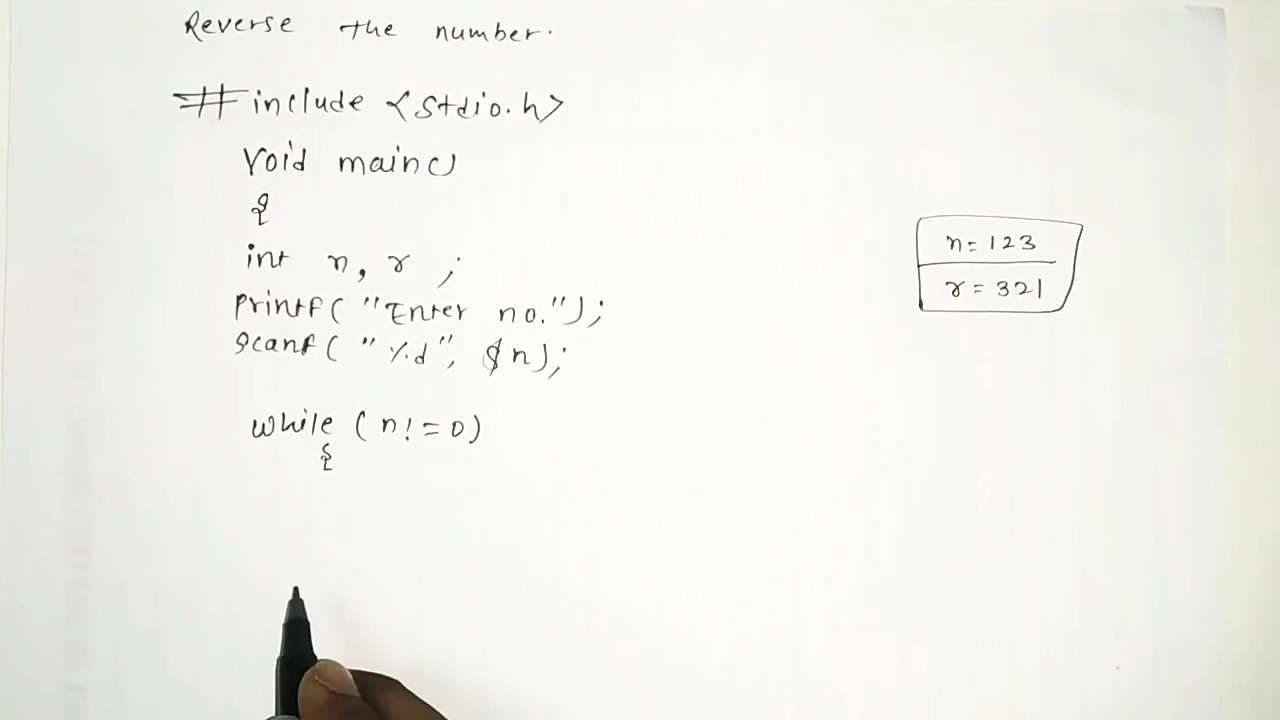 Reverse the number.
#include <stdio.h>
void main()
{
int n, r ;
printf( "Enter no.");
scanf( "%d", &n);
while ( n! = 0)
{
n = 123
r = 321